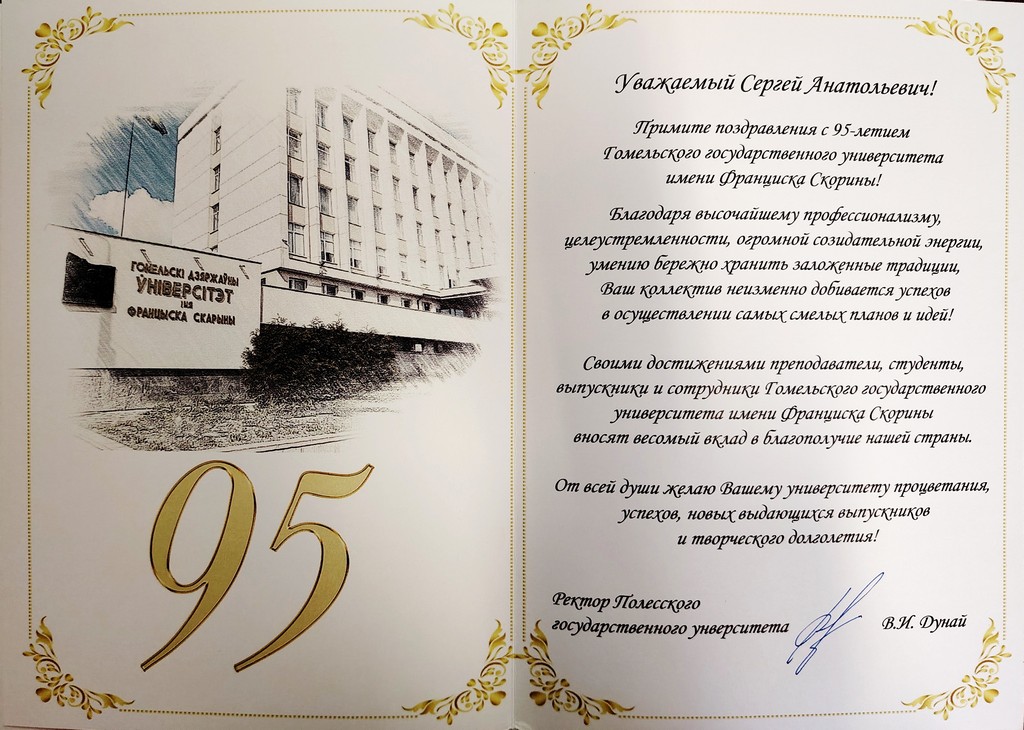 ГОМЕЛЬСКІ ДЗЯРЖАЎНЫ
ЎНІВЕРСІТЭТ
ІМЯ
ФРАНЦЫСКА СКАРЫНЫ
95
Уважаемый Сергей Анатольевич!
Примите поздравления с 95-летием
Гомельского государственного университета
имени Франциска Скорины!
Благодаря высочайшему профессионализму,
целеустремленности, огромной созидательной энергии,
умению бережно хранить заложенные традиции,
Ваш коллектив неизменно добивается успехов
в осуществлении самых смелых планов и идей!
Своими достижениями преподаватели, студенты,
выпускники и сотрудники Гомельского государственного
университета имени Франциска Скорины
вносят весомый вклад в благополучие нашей страны.
От всей души желаю Вашему университету процветания,
успехов, новых выдающихся выпускников
и творческого долголетия!
Ректор Полесского
государственного унверситета
В.И. Дунай